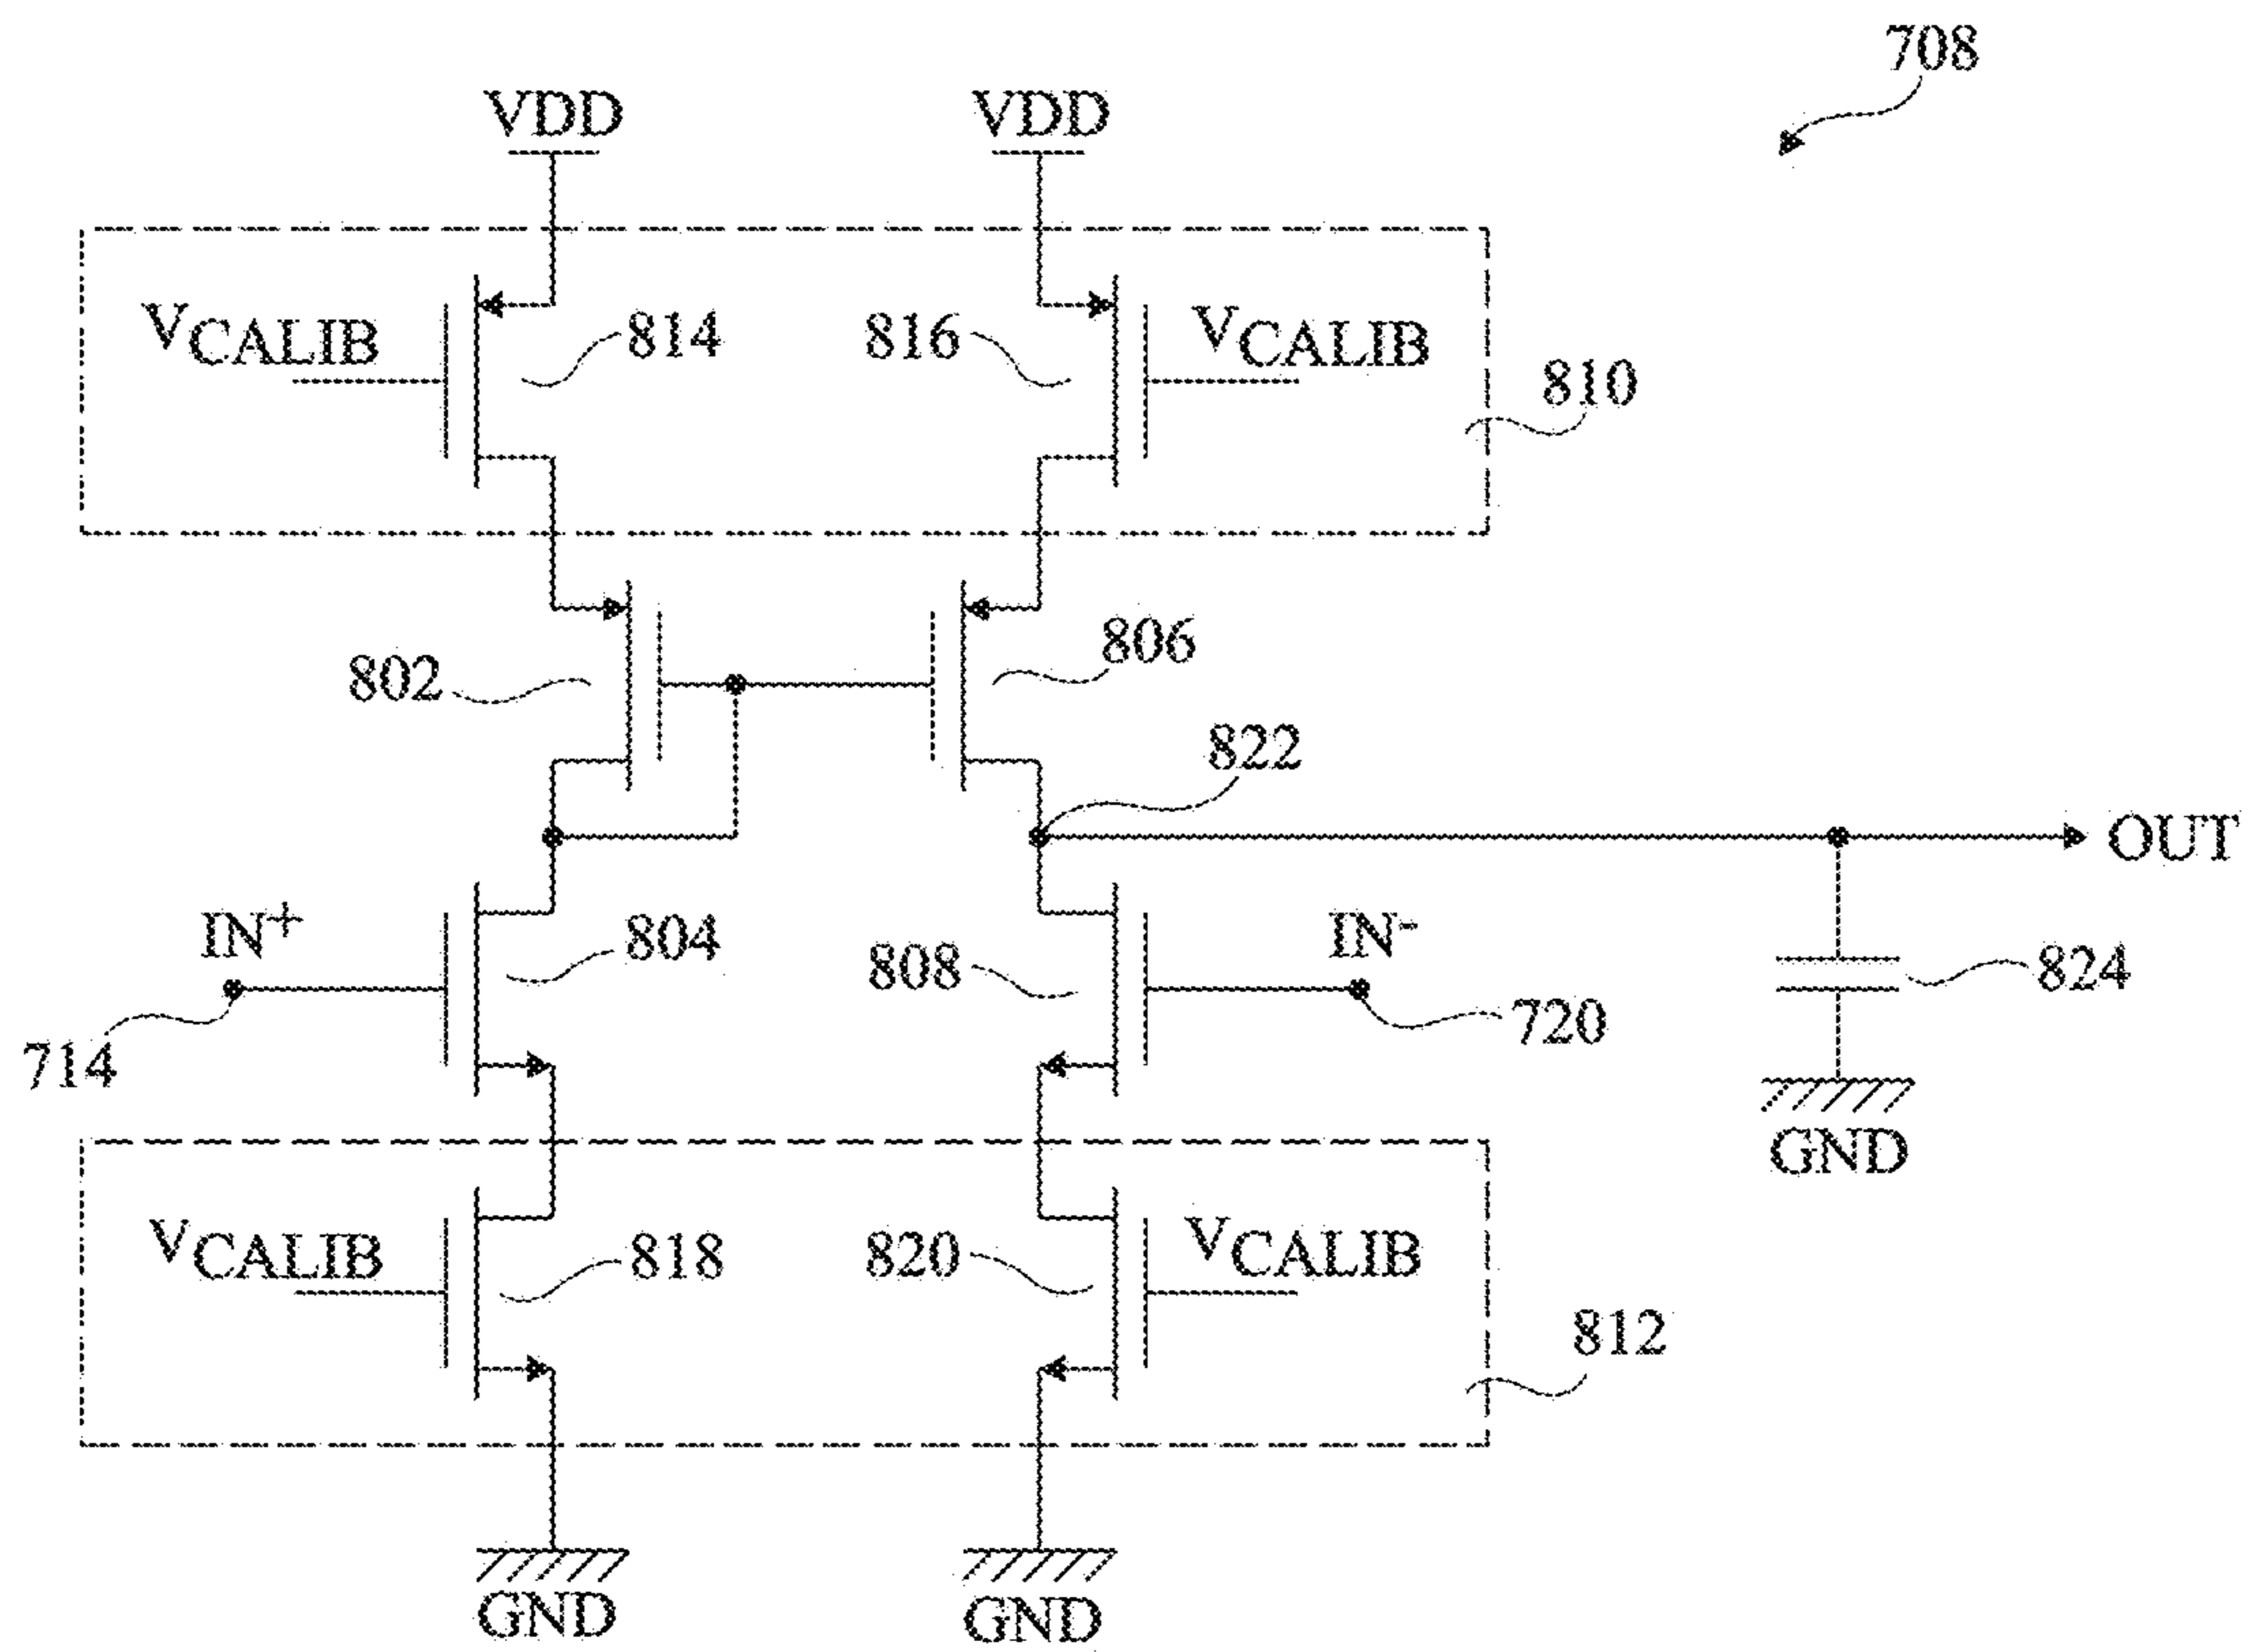 708
VDD
VDD
VCALIB
814
816
VCALIB
810
802
806
822
OUT
IN+
804
808
IN-
824
714
720
GND
VCALIB
818
820
VCALIB
812
GND
GND